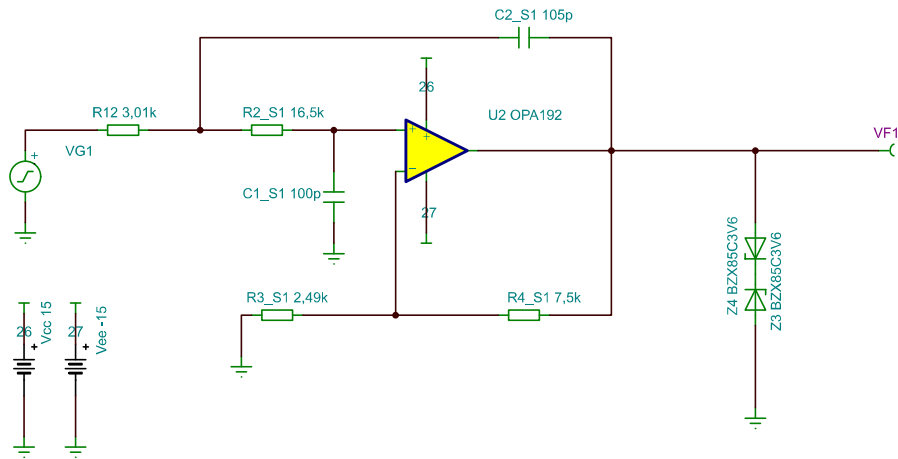 C2_S1 105p
R12 3,01k
R2_S1 16,5k
26
U2 OPA192
VF1
VG1
+
+
+
−
C1_S1 100p
27
Z4 BZX85C3V6
Z3 BZX85C3V6
R3_S1 2,49k
R4_S1 7,5k
26
Vcc 15
+
27
Vee -15
+